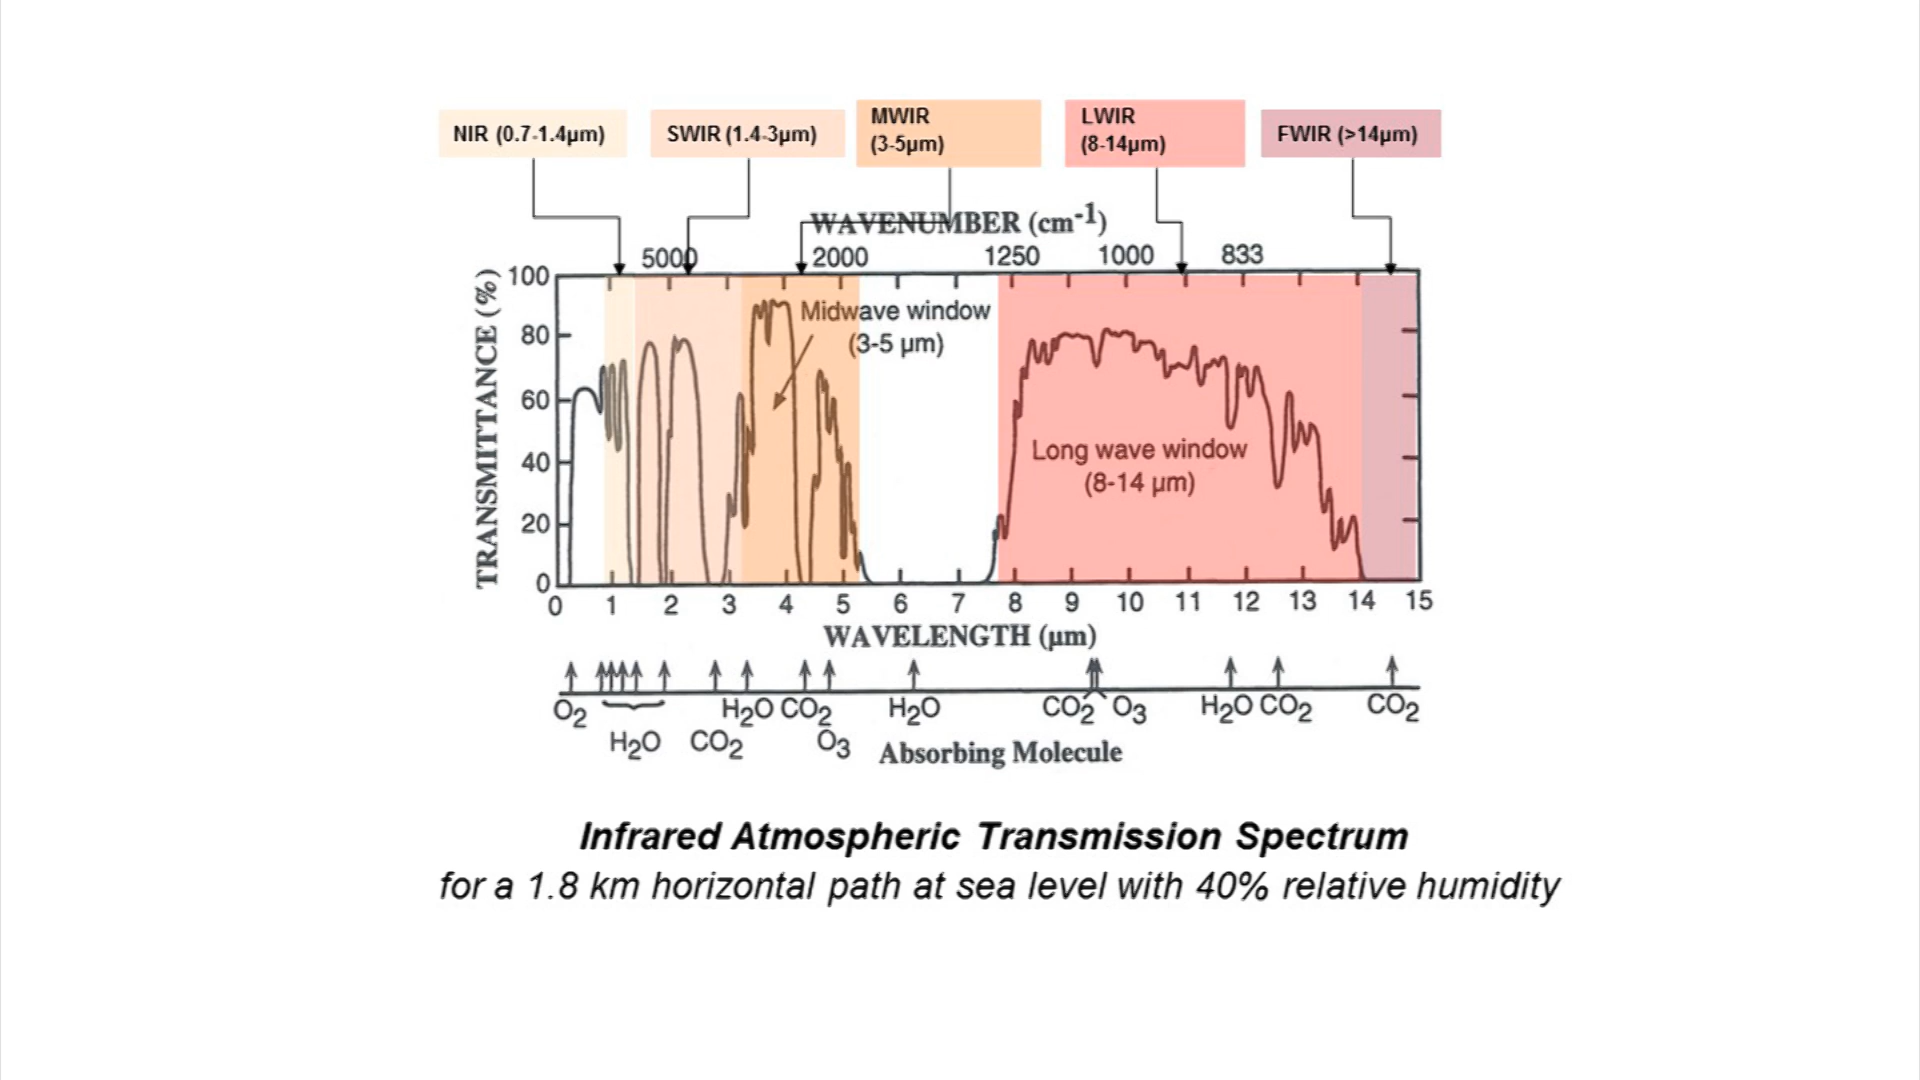 NIR (0.7-1.4µm)
SWIR (1.4-3µm)
MWIR
(3-5µm)
LWIR
(8-14µm)
FWIR (>14µm)
WAVENUMBER (cm⁻¹)
5000 2000 1250 1000 833
TRANSMITTANCE (%)
100
80
60
40
20
0
Midwave window
(3-5 µm)
Long wave window
(8-14 µm)
0 1 2 3 4 5 6 7 8 9 10 11 12 13 14 15
WAVELENGTH (µm)
O₂ H₂O CO₂ H₂O CO₂ O₃ H₂O CO₂ CO₂
H₂O CO₂ O₃ Absorbing Molecule
Infrared Atmospheric Transmission Spectrum
for a 1.8 km horizontal path at sea level with 40% relative humidity